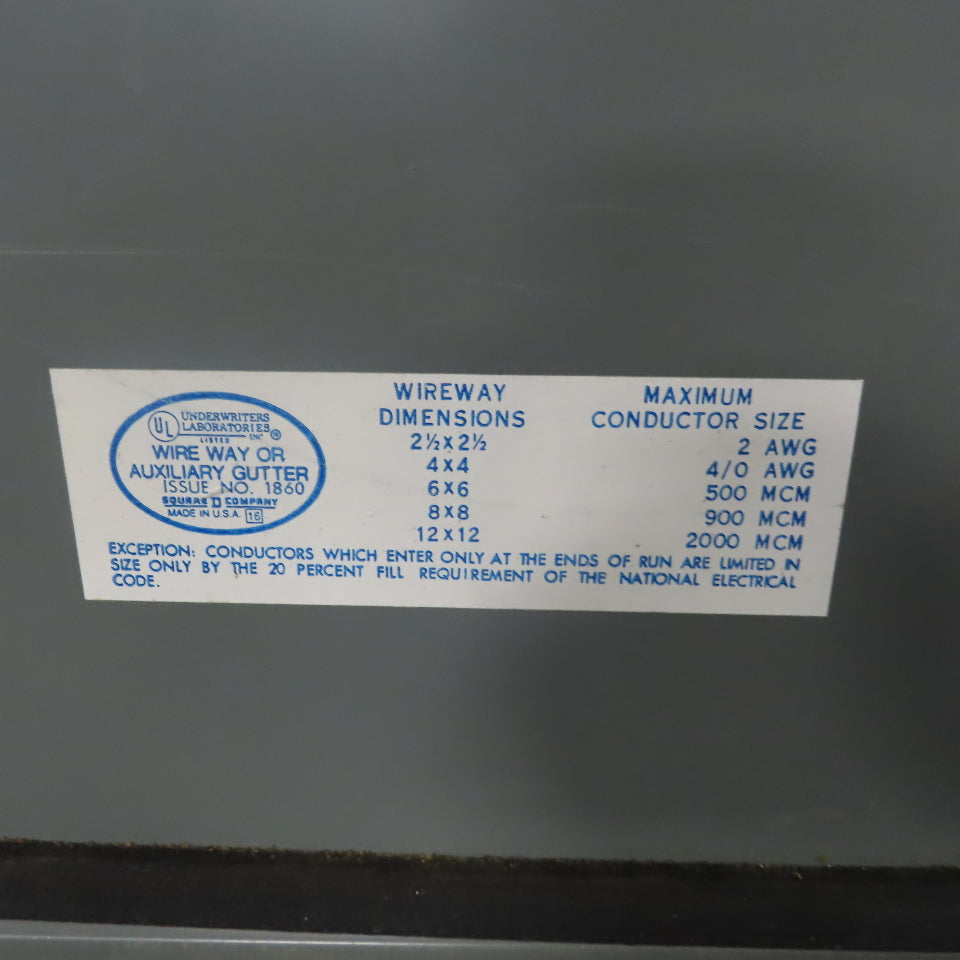 UL UNDERWRITERS
LABORATORIES
INC.®
LISTED
WIRE WAY OR
AUXILIARY GUTTER
ISSUE NO. 1860
SQUARE D COMPANY
MADE IN U.S.A. 16
WIREWAY DIMENSIONS MAXIMUM CONDUCTOR SIZE
2½X2½ 2 AWG
4X4 4/0 AWG
6X6 500 MCM
8X8 900 MCM
12X12 2000 MCM
EXCEPTION: CONDUCTORS WHICH ENTER ONLY AT THE ENDS OF RUN ARE LIMITED IN
SIZE ONLY BY THE 20 PERCENT FILL REQUIREMENT OF THE NATIONAL ELECTRICAL
CODE.